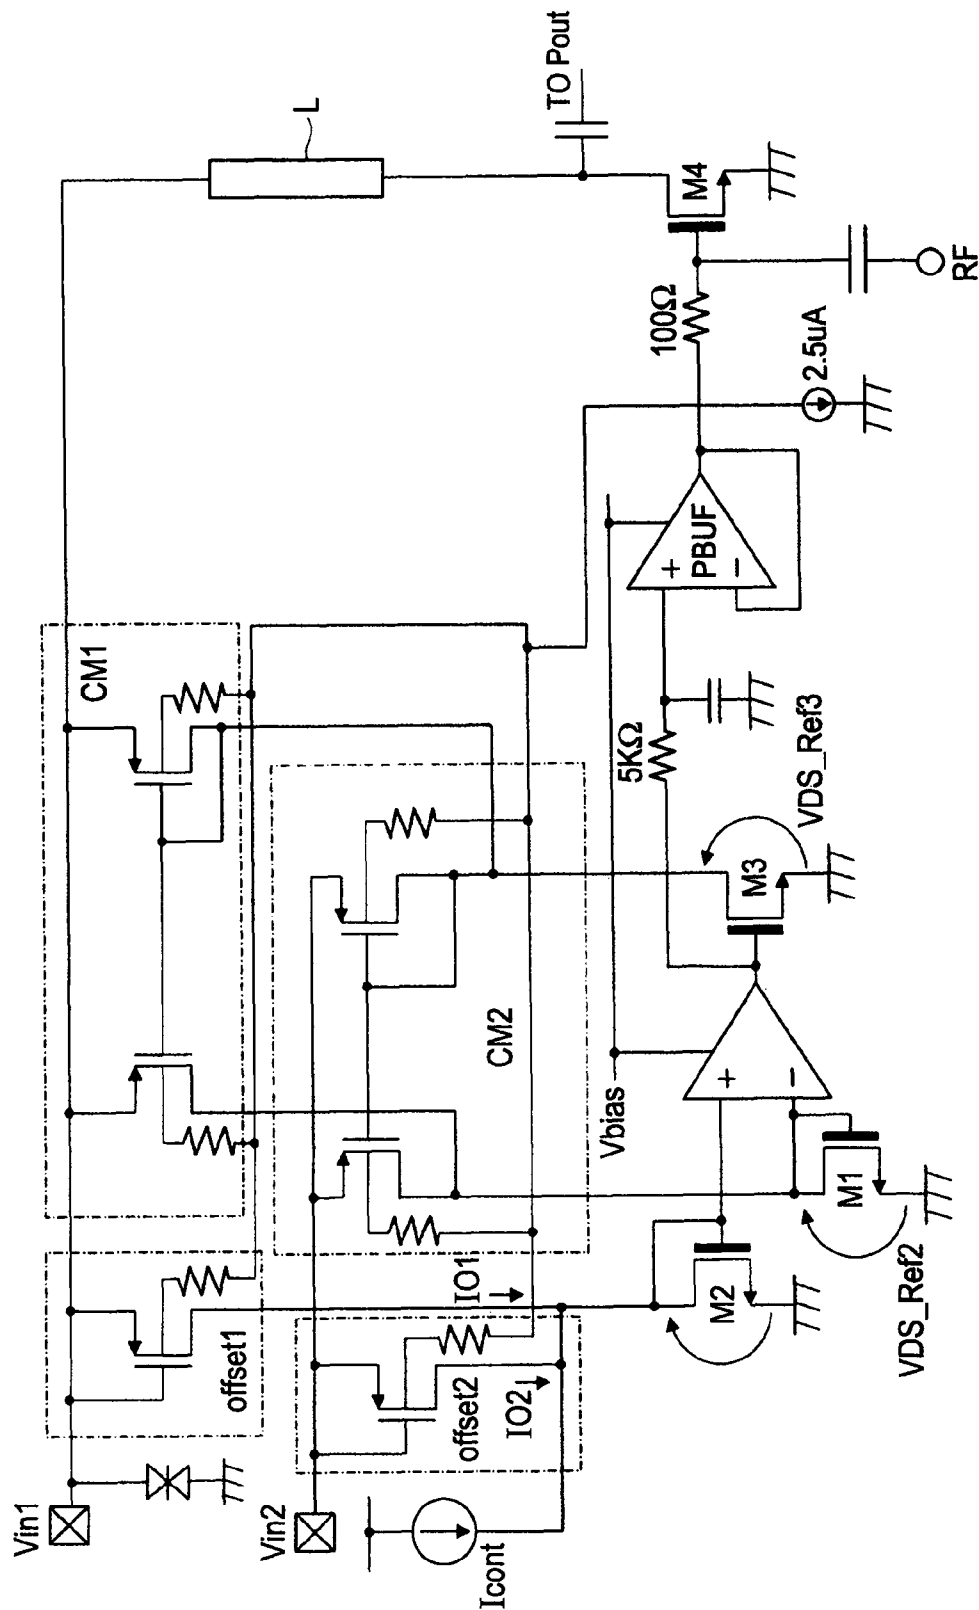 Vin1
offset1
CM1
L
TO Pout
Vin2
offset2
IO2
IO1
CM2
Icont
Vbias
+
−
M2
M1
VDS_Ref2
M3
VDS_Ref3
5KΩ
+
PBUF
−
100Ω
2.5uA
M4
RF